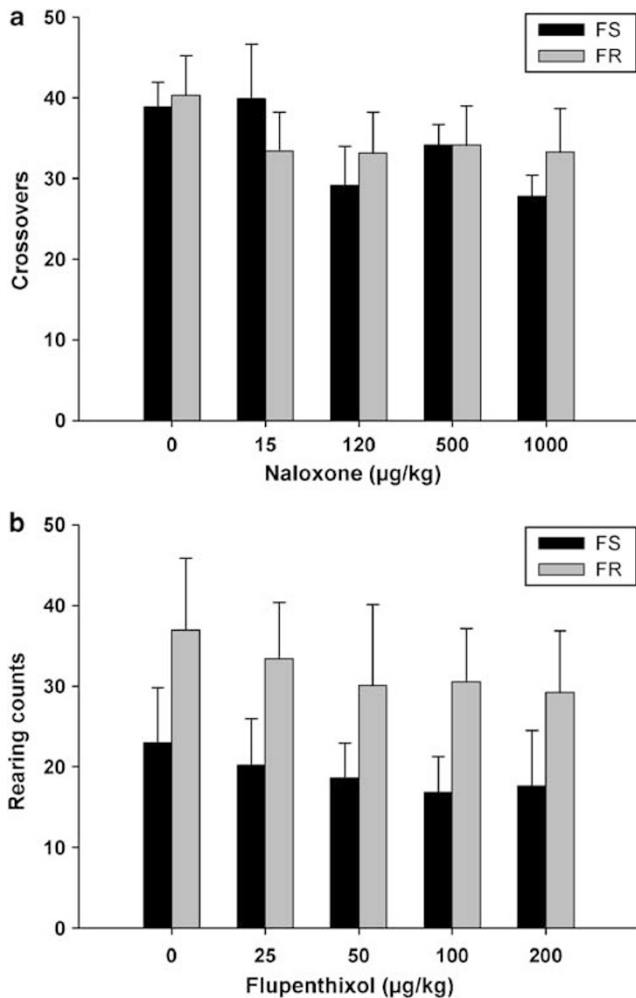 a
50
40
30
20
10
0
Crossovers
FS
FR
0 15 120 500 1000
Naloxone (µg/kg)
b
50
40
30
20
10
0
Rearing counts
FS
FR
0 25 50 100 200
Flupenthixol (µg/kg)